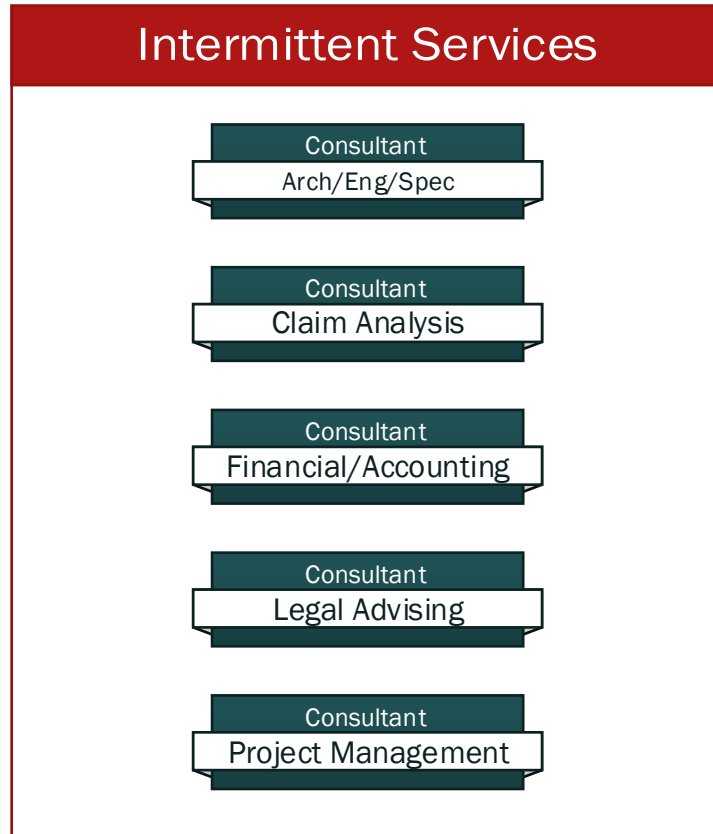 Intermittent Services
Consultant
Arch/Eng/Spec
Consultant
Claim Analysis
Consultant
Financial/Accounting
Consultant
Legal Advising
Consultant
Project Management